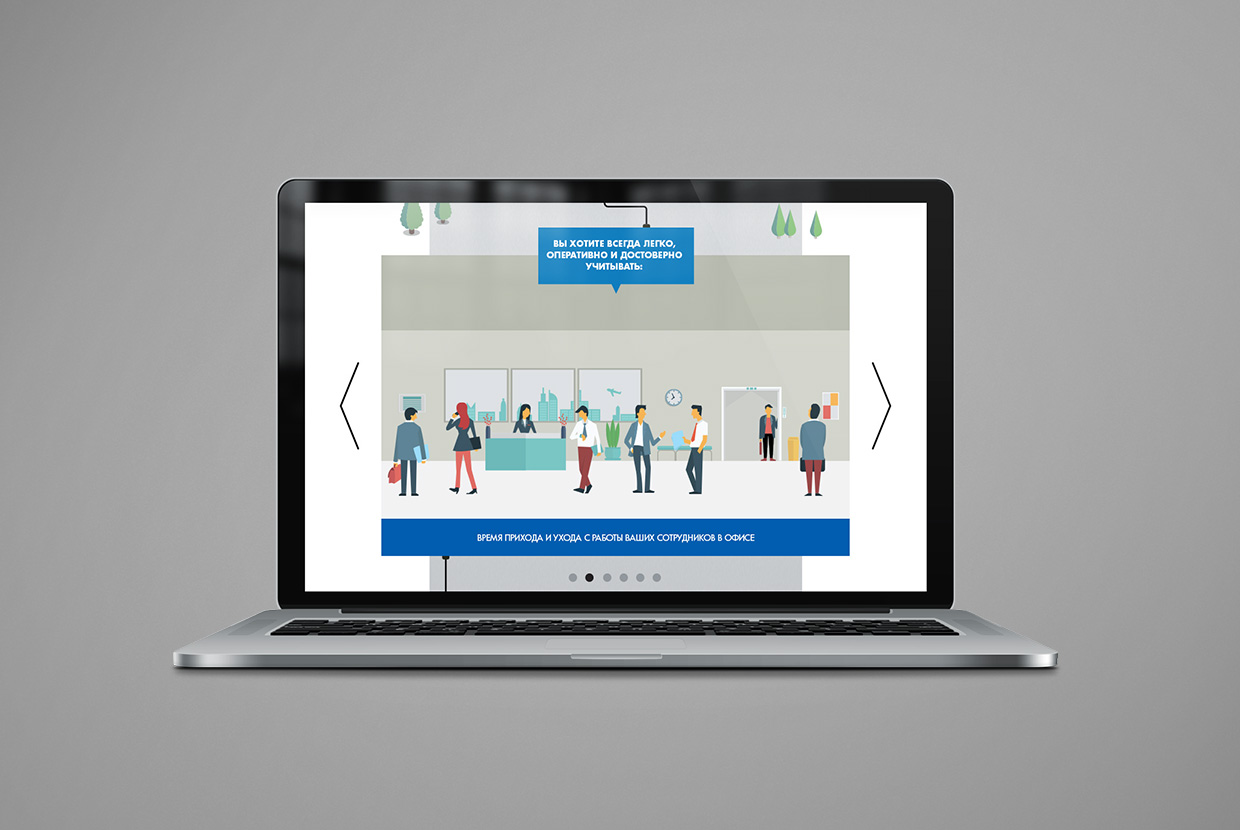 ВЫ ХОТИТЕ ВСЕГДА ЛЕГКО,
ОПЕРАТИВНО И ДОСТОВЕРНО
УЧИТЫВАТЬ:
ВРЕМЯ ПРИХОДА И УХОДА С РАБОТЫ ВАШИХ СОТРУДНИКОВ В ОФИСЕ